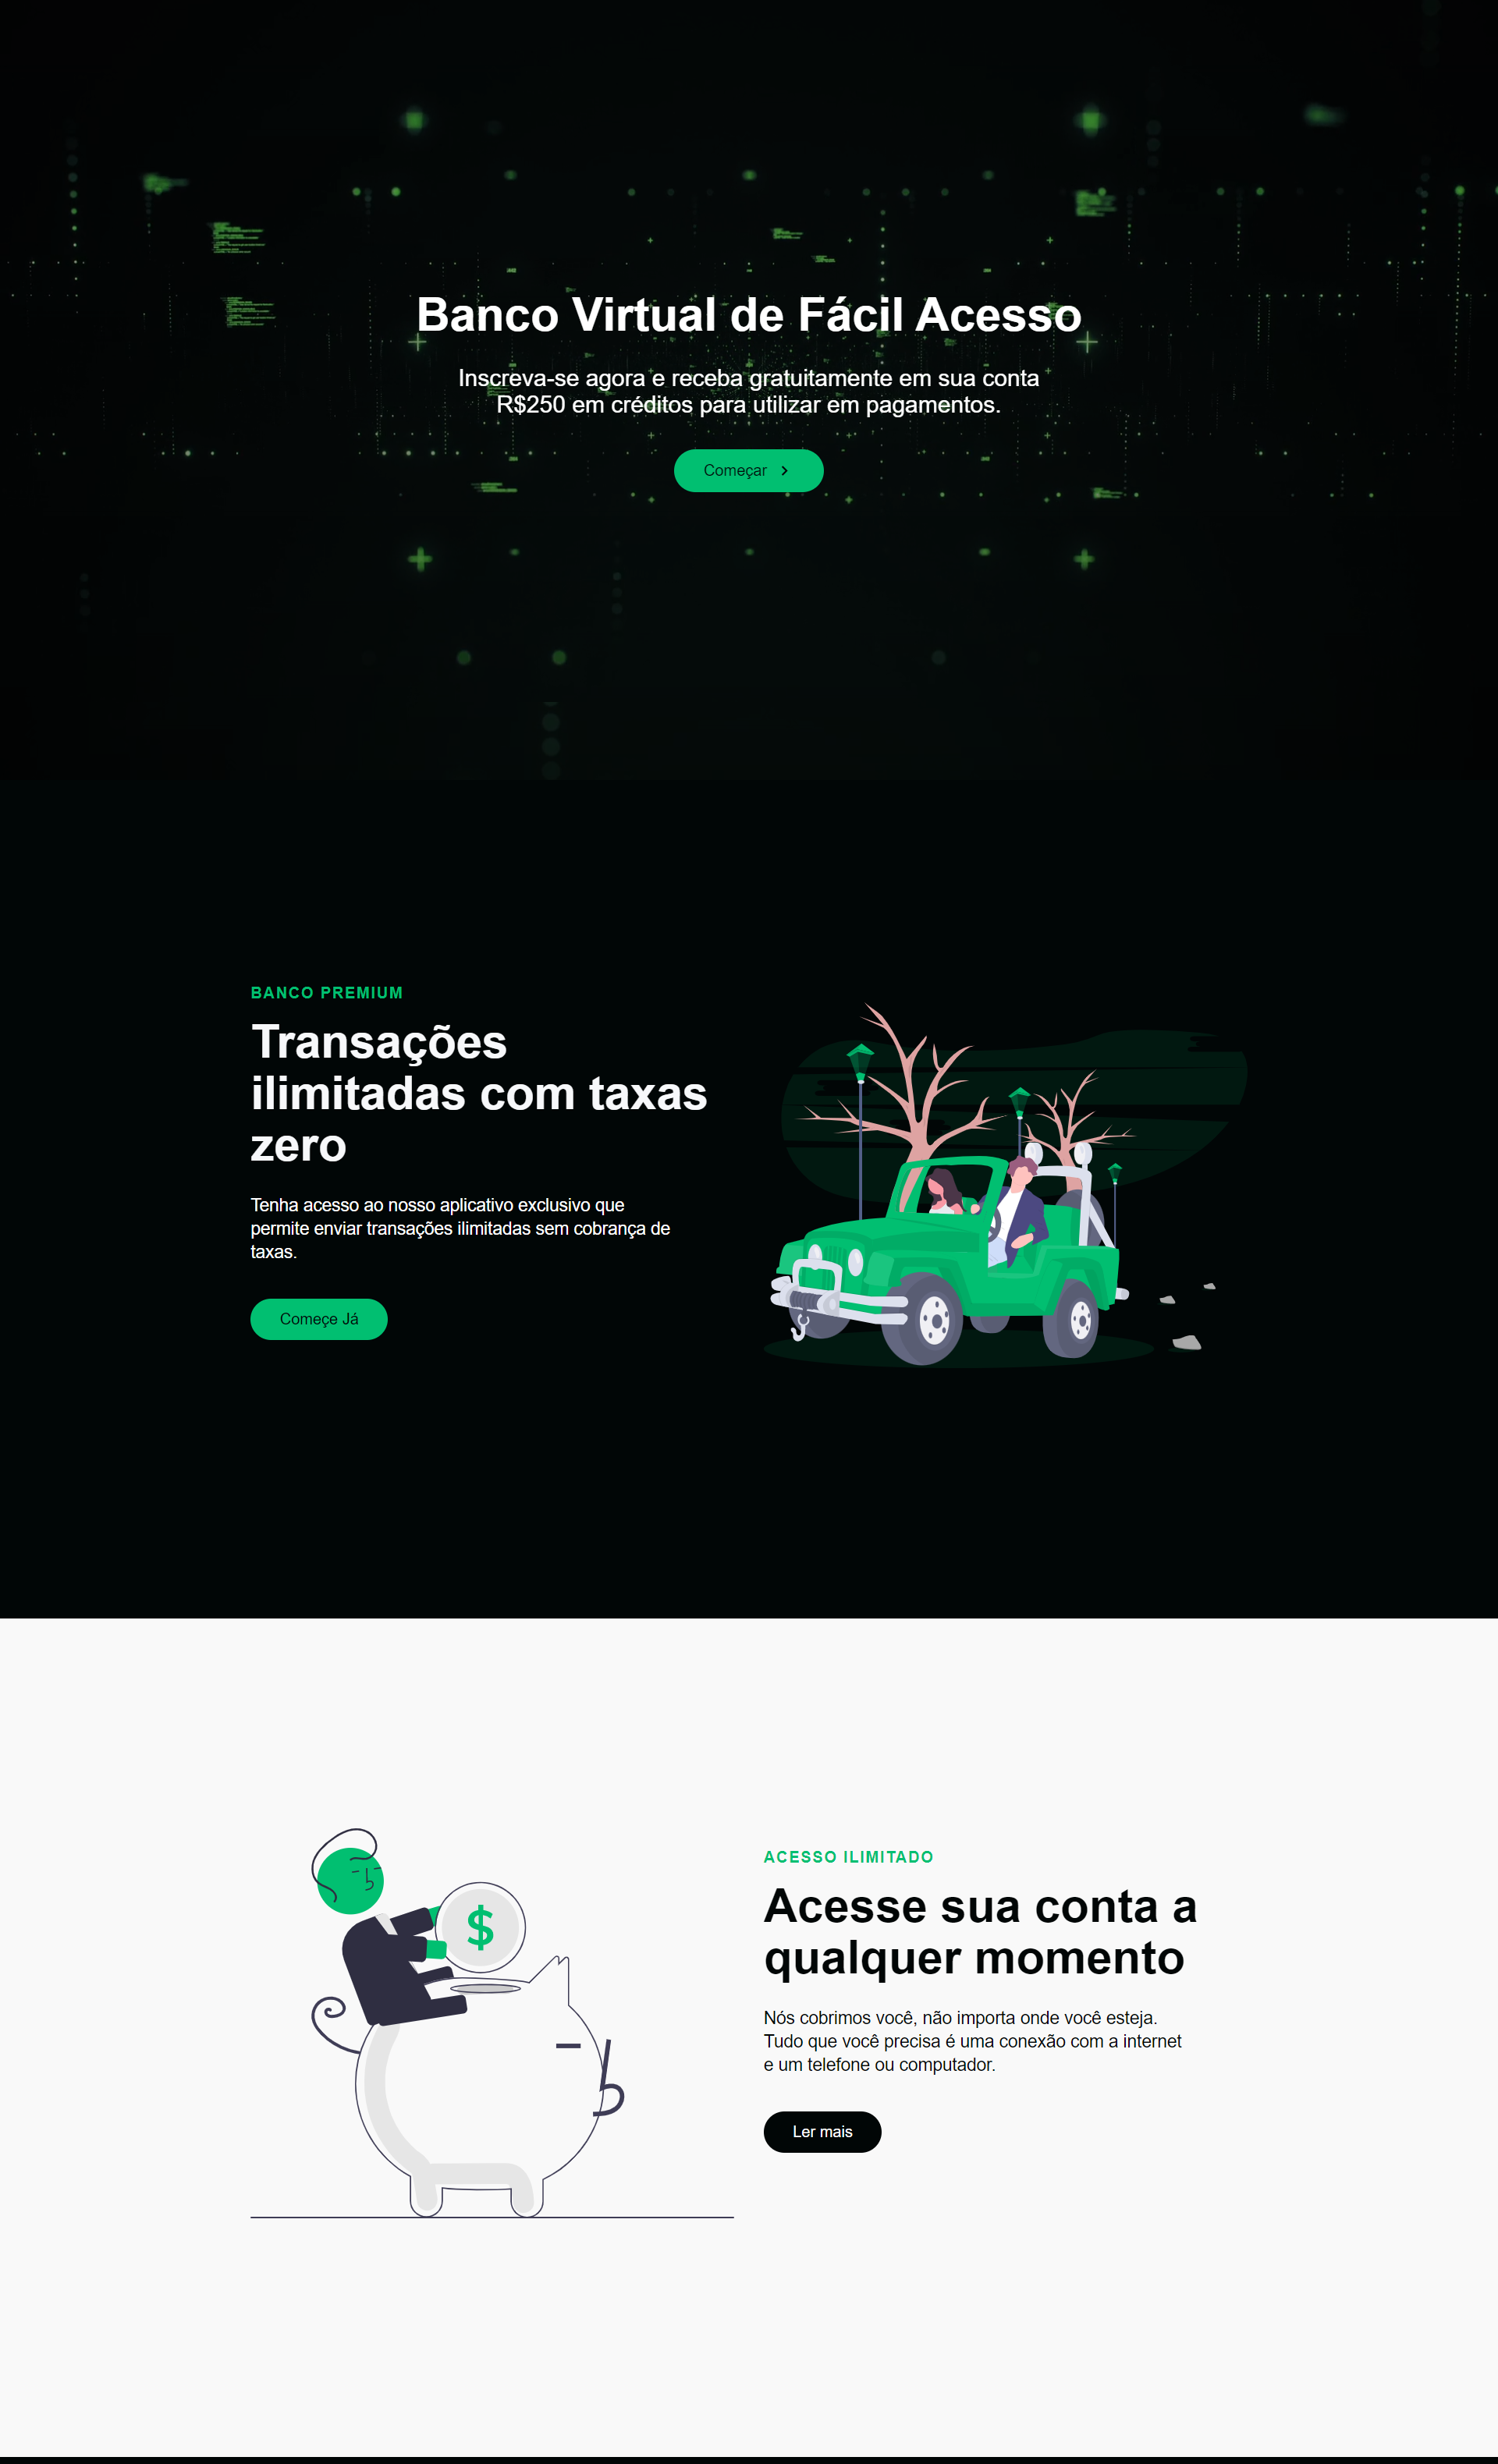 Banco Virtual de Fácil Acesso
Inscreva-se agora e receba gratuitamente em sua conta
R$250 em créditos para utilizar em pagamentos.
Começar
BANCO PREMIUM
Transações
ilimitadas com taxas
zero
Tenha acesso ao nosso aplicativo exclusivo que
permite enviar transações ilimitadas sem cobrança de
taxas.
Começe Já
$
ACESSO ILIMITADO
Acesse sua conta a
qualquer momento
Nós cobrimos você, não importa onde você esteja.
Tudo que você precisa é uma conexão com a internet
e um telefone ou computador.
Ler mais